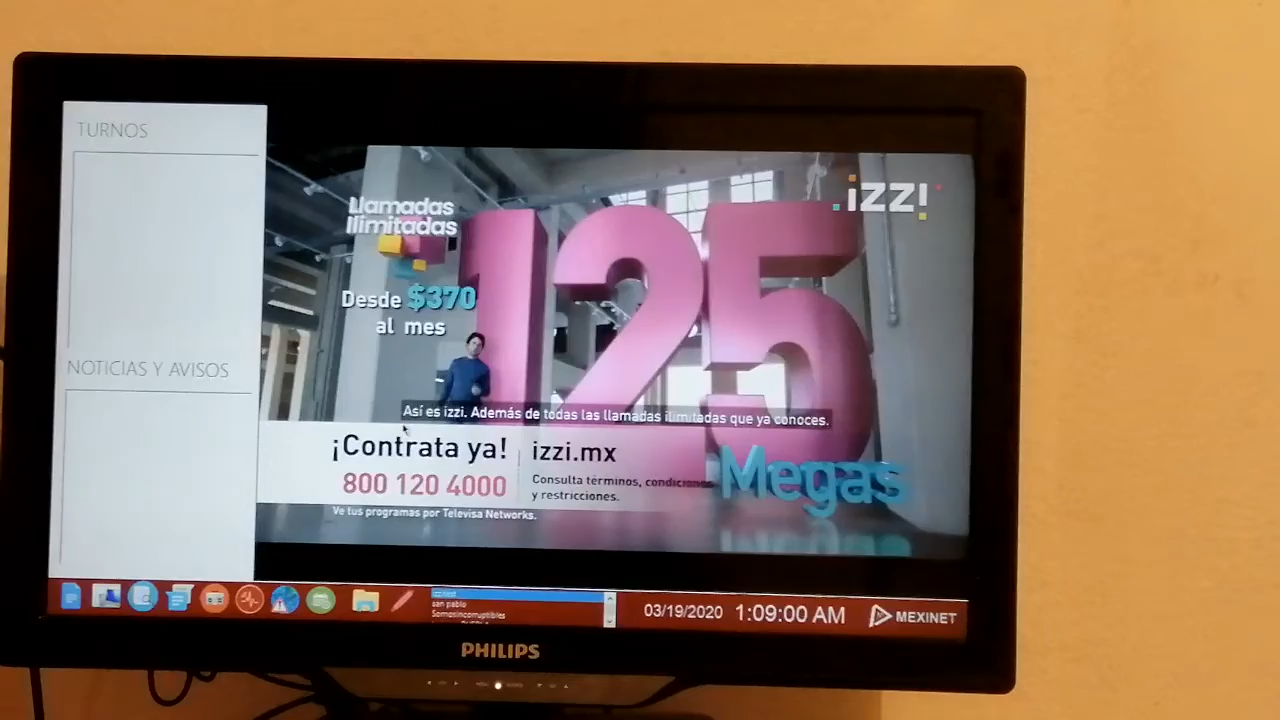 TURNOS
NOTICIAS Y AVISOS
izzi
Llamadas
Ilimitadas
125
Desde $370
al mes
Así es izzi. Además de todas las llamadas ilimitadas que ya conoces.
¡Contrata ya!
800 120 4000
izzi.mx
Consulta términos, condiciones
y restricciones.
Megas
Ve tus programas por Televisa Networks.
san pablo
Somosincorruptibles
03/19/2020
1:09:00 AM
MEXINET
PHILIPS